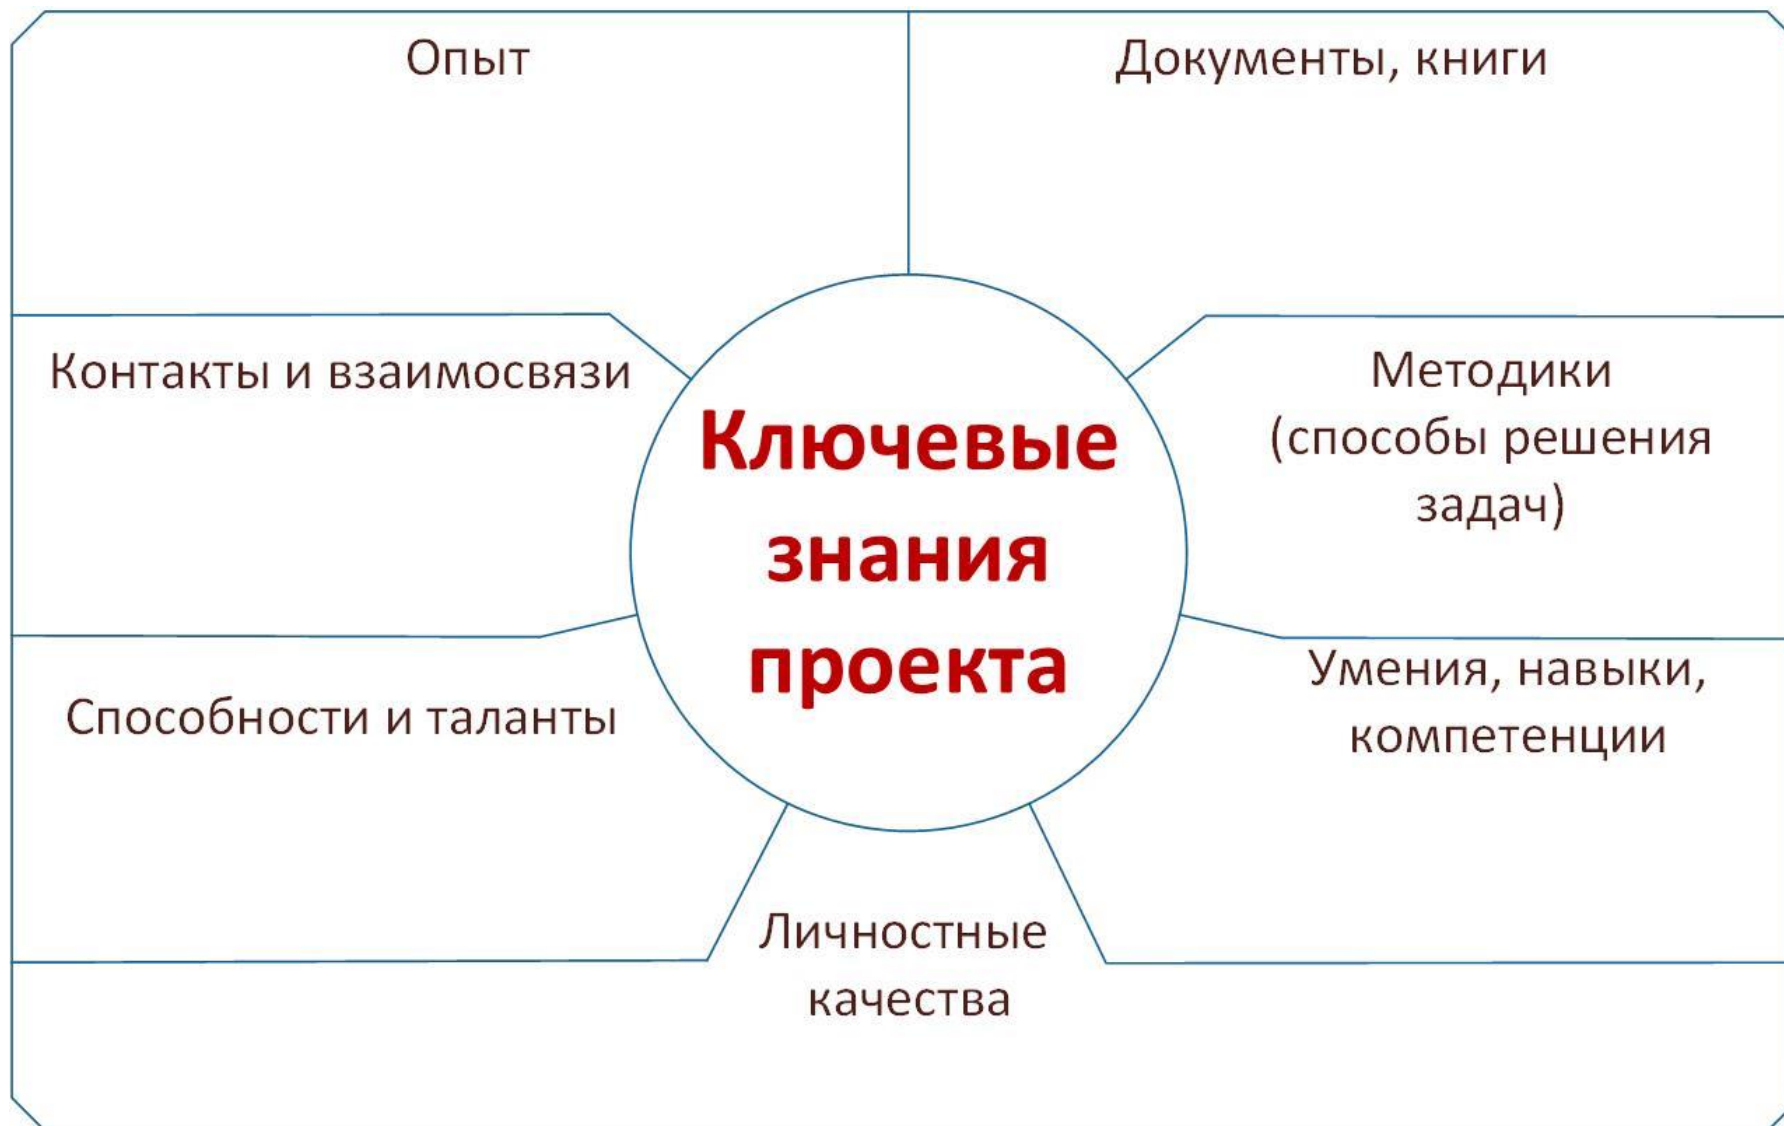 Опыт
Документы, книги
Контакты и взаимосвязи
Методики
(способы решения
задач)
Ключевые
знания
проекта
Способности и таланты
Умения, навыки,
компетенции
Личностные
качества